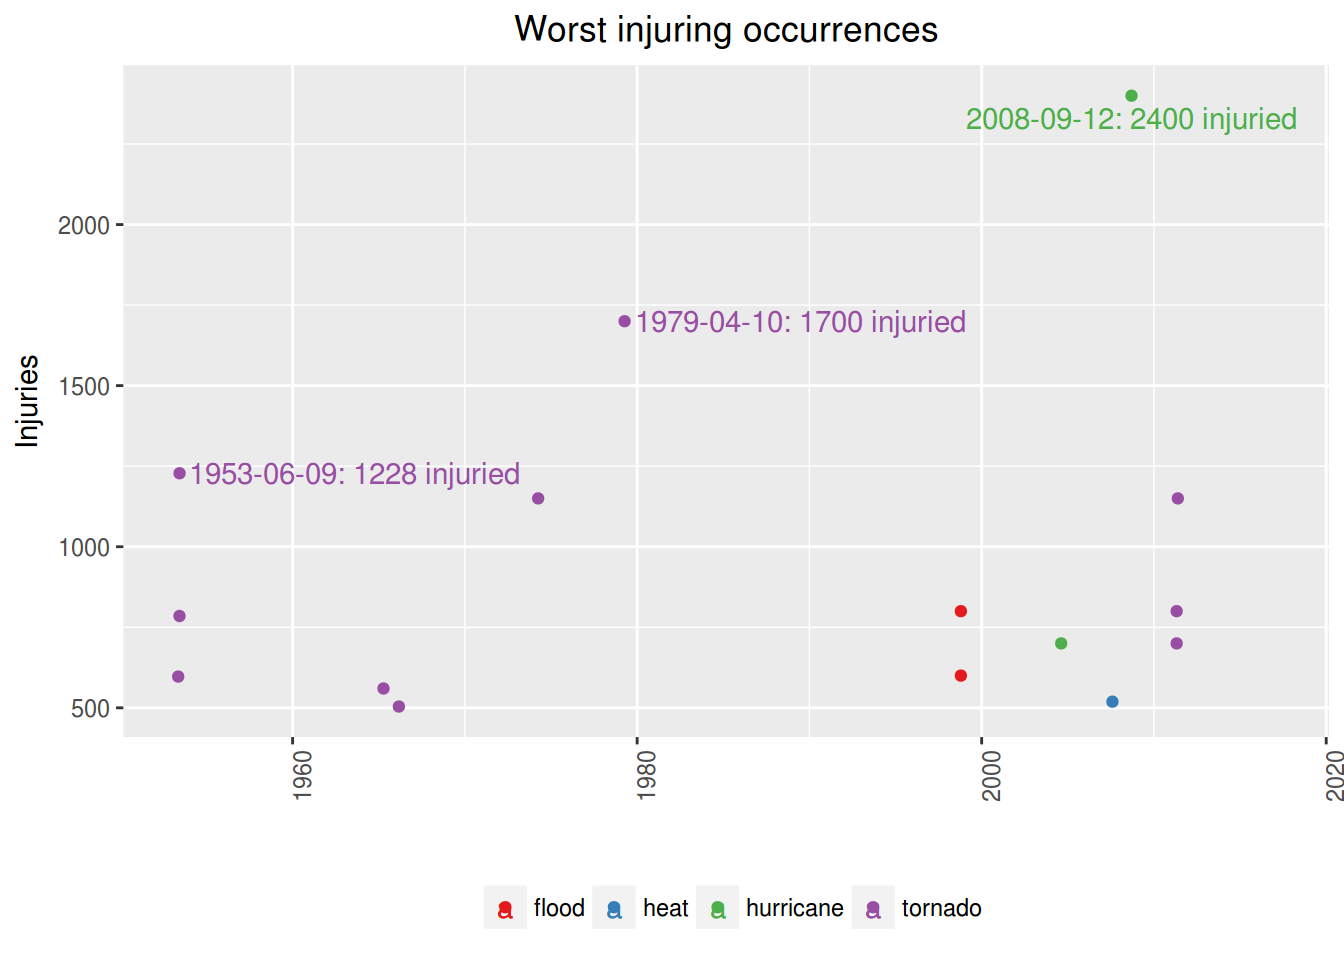 Worst injuring occurrences
2008-09-12: 2400 injuried
2000
1979-04-10: 1700 injuried
1500
Injuries
1953-06-09: 1228 injuried
1000
500
1960
1980
2000
2020
a flood a heat a hurricane a tornado